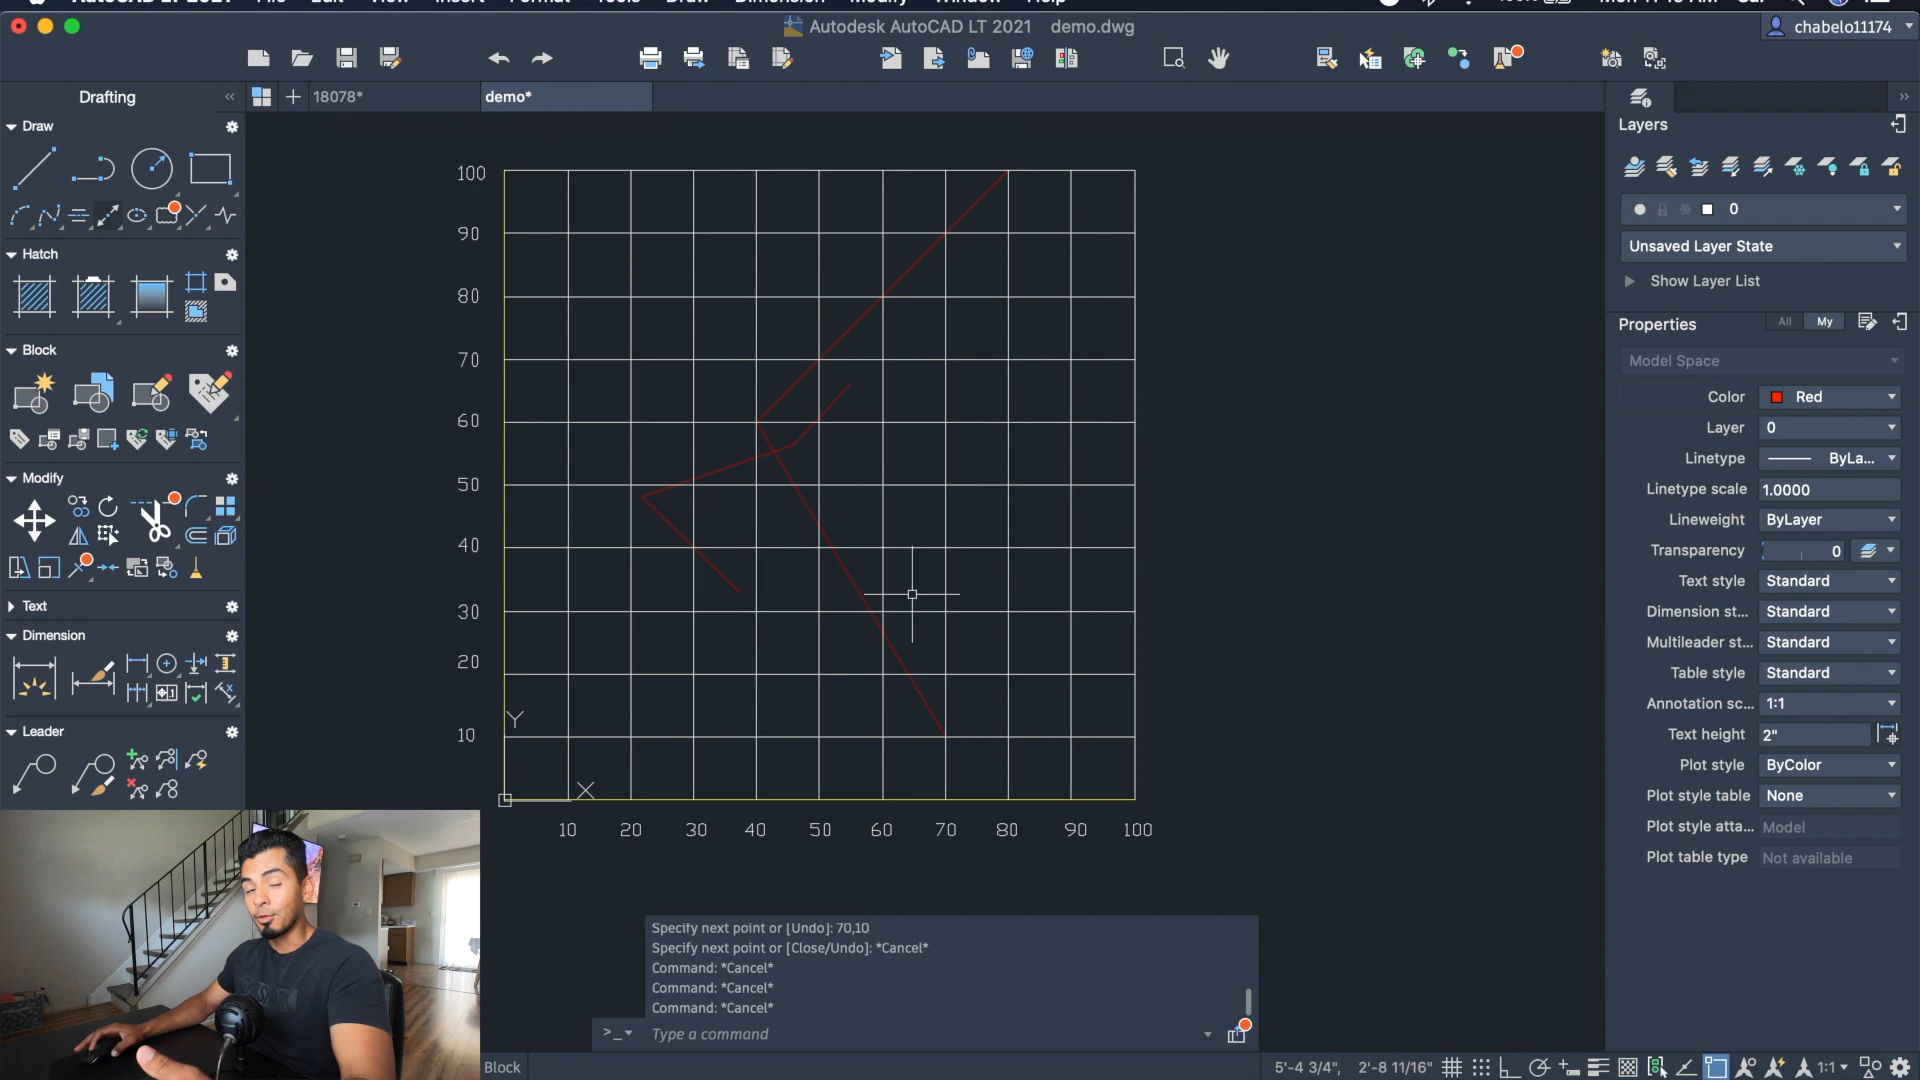 Autodesk AutoCAD LT 2021 demo.dwg
chabelo11174
Drafting
18078*
demo*
Draw
Hatch
Block
Modify
Text
Dimension
Leader
100
90
80
70
60
50
40
30
20
10
Y
X
10 20 30 40 50 60 70 80 90 100
Specify next point or [Undo]: 70,10
Specify next point or [Close/Undo]: *Cancel*
Command: *Cancel*
Command: *Cancel*
Command: *Cancel*
>_ Type a command
Block
5'-4 3/4", 2'-8 11/16"
1:1
Layers
0
Unsaved Layer State
Show Layer List
Properties
All My
Model Space
Color Red
Layer 0
Linetype ByLa...
Linetype scale 1.0000
Lineweight ByLayer
Transparency 0
Text style Standard
Dimension st... Standard
Multileader st... Standard
Table style Standard
Annotation sc... 1:1
Text height 2"
Plot style ByColor
Plot style table None
Plot style atta... Model
Plot table type Not available